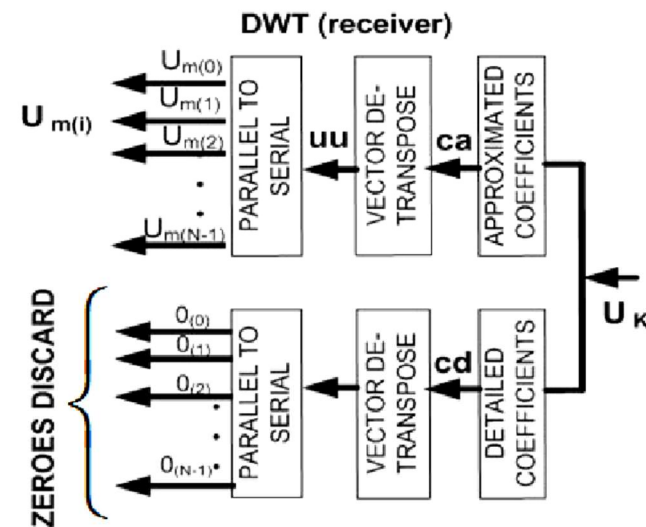 DWT (receiver)
U m(i)
Um(0)
Um(1)
Um(2)
Um(N-1)
PARALLEL TO
SERIAL
uu
VECTOR DE-
TRANSPOSE
ca
APPROXIMATED
COEFFICIENTS
U K
ZEROES DISCARD
0(0)
0(1)
0(2)
0(N-1)
PARALLEL TO
SERIAL
VECTOR DE-
TRANSPOSE
cd
DETAILED
COEFFICIENTS